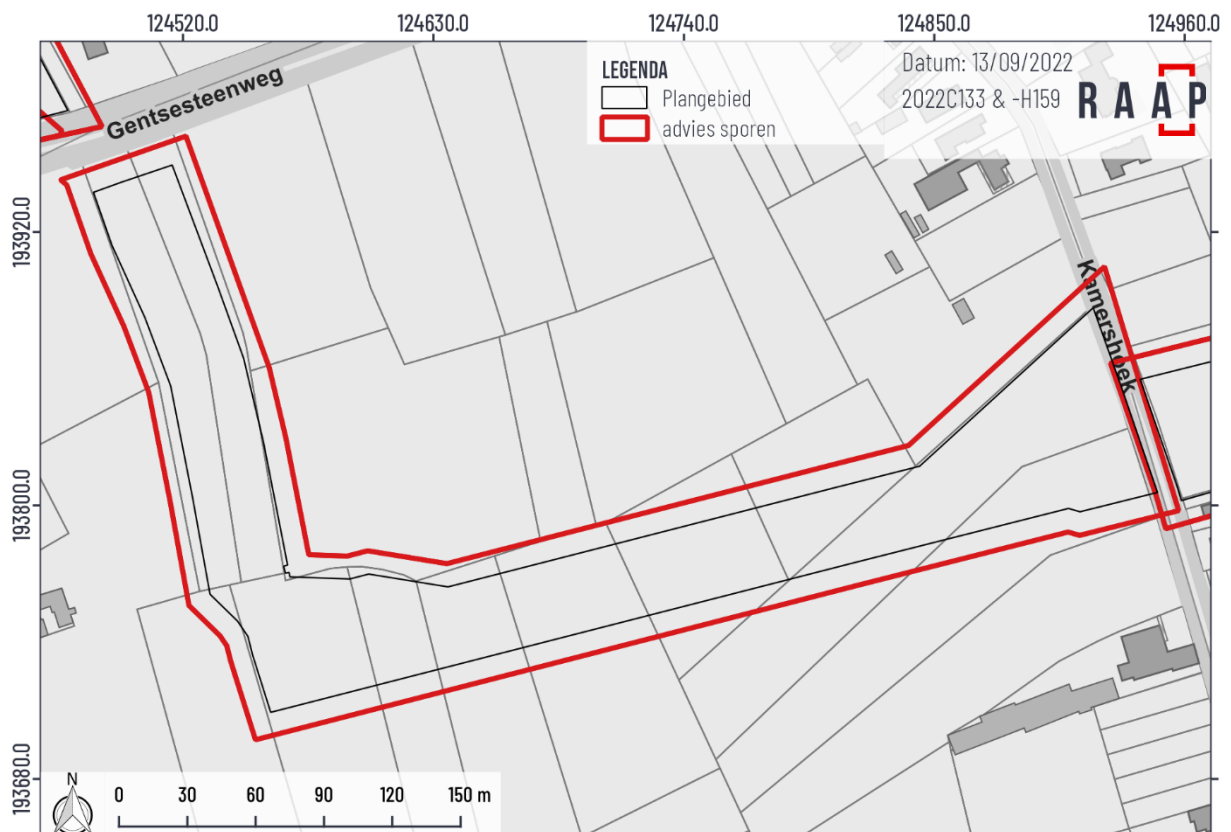 124520.0 124630.0 124740.0 124850.0 124960.0
Gentsesteenweg
LEGENDA
Plangebied
advies sporen
Datum: 13/09/2022
2022C133 & -H159
RAAP
193920.0
Kamershoek
193800.0
193680.0
N
0 30 60 90 120 150 m